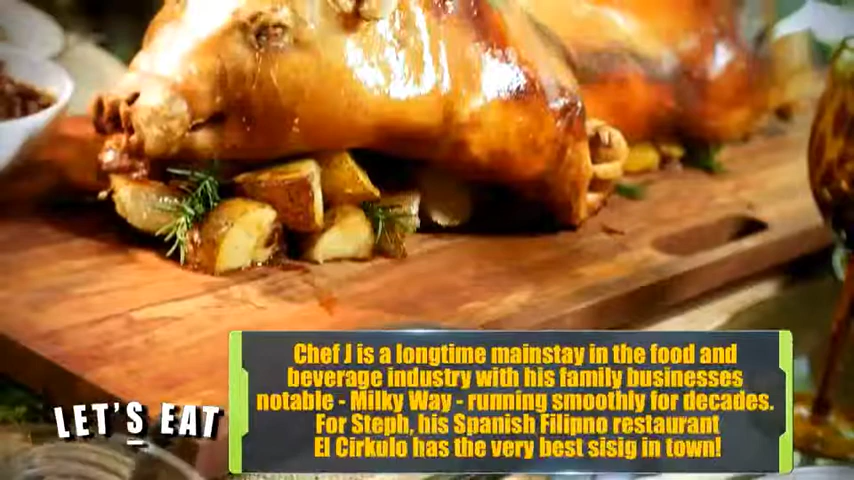 Chef J is a longtime mainstay in the food and
beverage industry with his family businesses
notable - Milky Way - running smoothly for decades.
For Steph, his Spanish Filipno restaurant
El Cirkulo has the very best sisig in town!
LET'S EAT